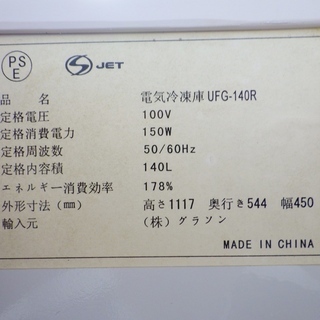 PS
E
S JET
品 名 電気冷凍庫 UFG-140R
定格電圧 100V
定格消費電力 150W
定格周波数 50/60Hz
定格内容積 140L
エネルギー消費効率 178%
外形寸法(㎜) 高さ1117 奥行き544 幅450
輸入元 (株) グラソン
MADE IN CHINA